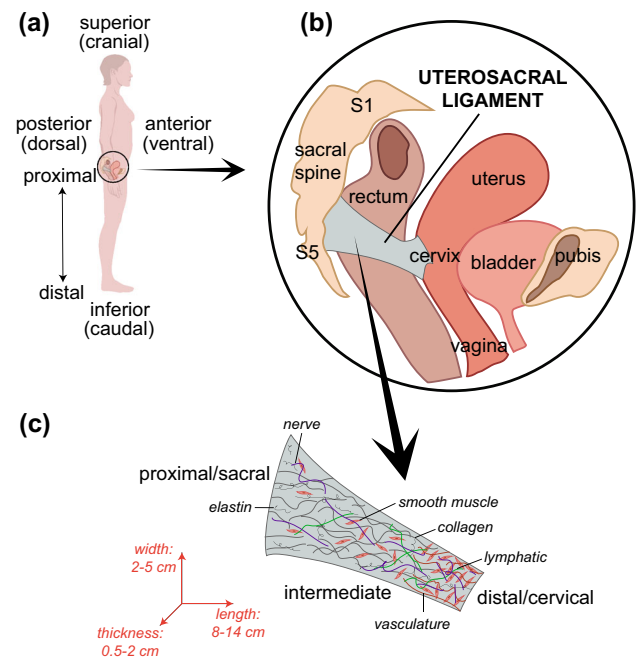 (a)
superior
(cranial)
posterior
(dorsal)
anterior
(ventral)
proximal
distal
inferior
(caudal)
(b)
UTEROSACRAL
LIGAMENT
S1
sacral
spine
rectum
uterus
S5
cervix
bladder
pubis
vagina
(c)
nerve
proximal/sacral
elastin
smooth muscle
collagen
lymphatic
intermediate
distal/cervical
vasculature
width:
2-5 cm
length:
8-14 cm
thickness:
0.5-2 cm